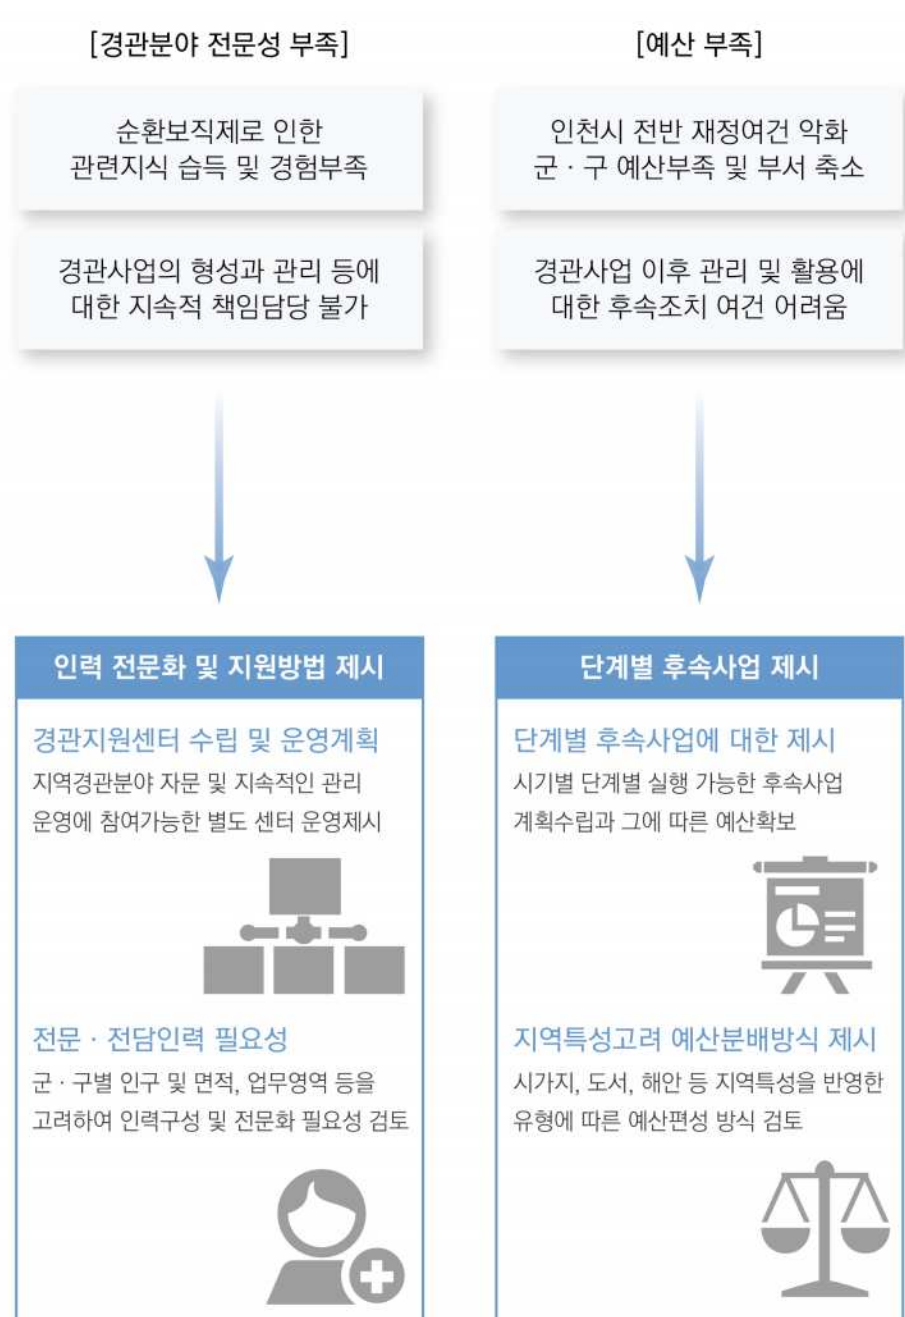 [경관분야 전문성 부족]
순환보직제로 인한
관련지식 습득 및 경험부족
경관사업의 형성과 관리 등에
대한 지속적 책임담당 불가
인력 전문화 및 지원방법 제시
경관지원센터 수립 및 운영계획
지역경관분야 자문 및 지속적인 관리
운영에 참여가능한 별도 센터 운영제시
전문 · 전담인력 필요성
군 · 구별 인구 및 면적, 업무영역 등을
고려하여 인력구성 및 전문화 필요성 검토
[예산 부족]
인천시 전반 재정여건 악화
군 · 구 예산부족 및 부서 축소
경관사업 이후 관리 및 활용에
대한 후속조치 여건 어려움
단계별 후속사업 제시
단계별 후속사업에 대한 제시
시기별 단계별 실행 가능한 후속사업
계획수립과 그에 따른 예산확보
지역특성고려 예산분배방식 제시
시가지, 도서, 해안 등 지역특성을 반영한
유형에 따른 예산편성 방식 검토